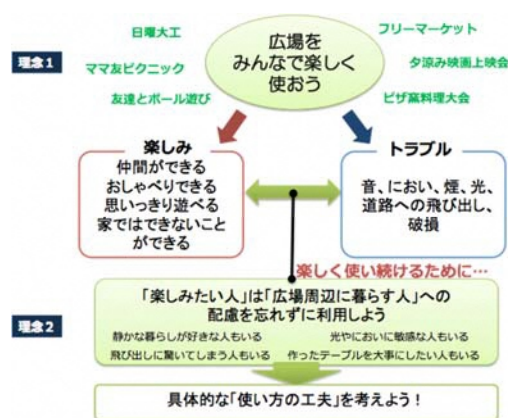 日曜大工
フリーマーケット
広場を
みんなで楽しく
使おう
理念1
ママ友ピクニック
夕涼み映画上映会
友達とボール遊び
ピザ窯料理大会
楽しみ
仲間ができる
おしゃべりできる
思いっきり遊べる
家ではできないこと
ができる
トラブル
音、におい、煙、光、
道路への飛び出し、
破損
楽しく使い続けるために…
理念2
「楽しみたい人」は「広場周辺に暮らす人」への
配慮を忘れずに利用しよう
静かな暮らしが好きな人もいる 光やにおいに敏感な人もいる
飛び出しに驚いてしまう人もいる 作ったテーブルを大事にしたい人もいる
具体的な「使い方の工夫」を考えよう！